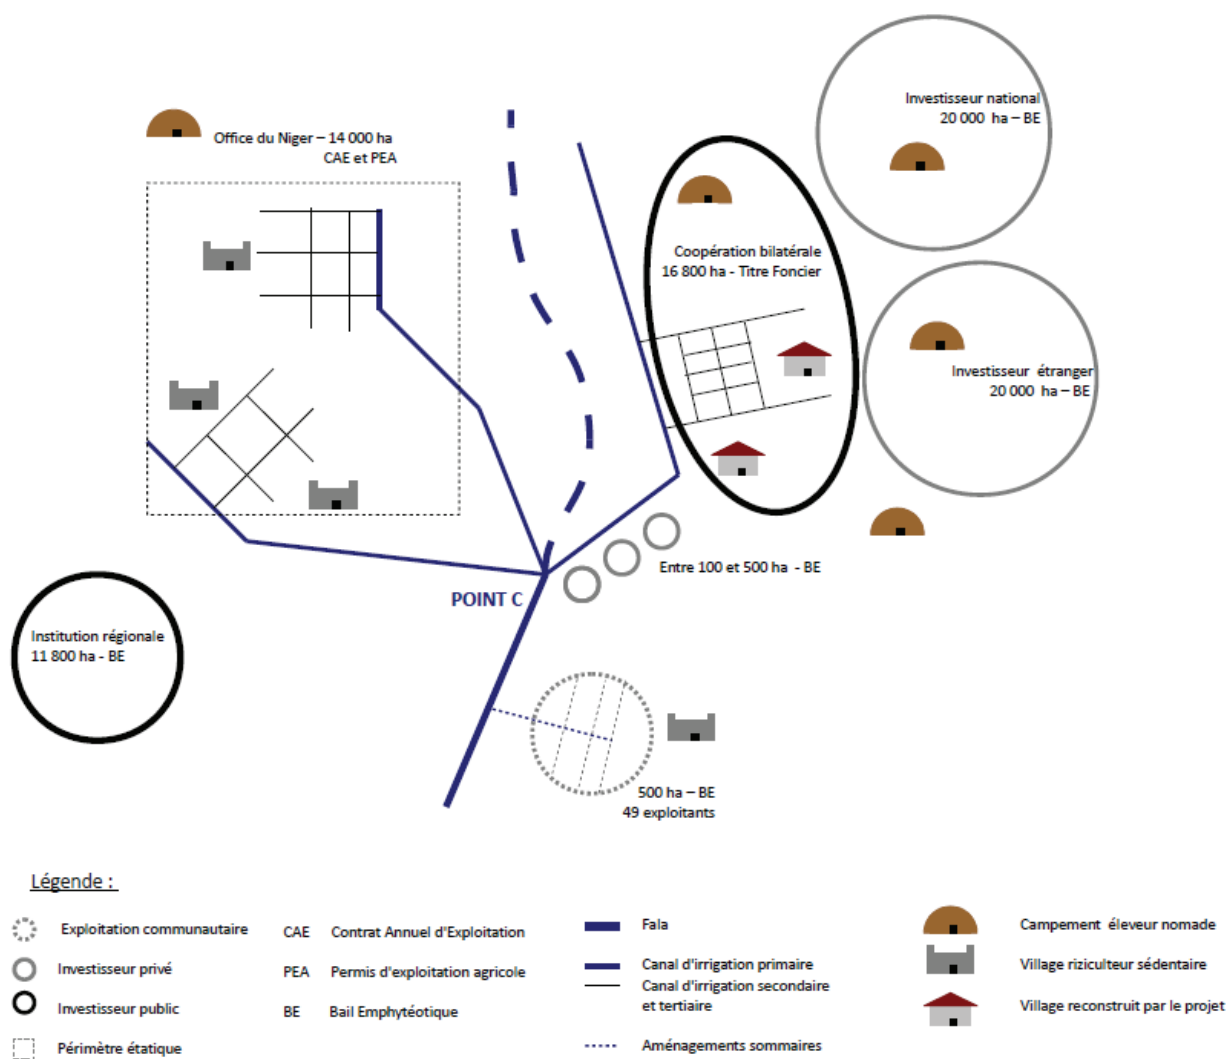 Investisseur national
20 000 ha – BE
Office du Niger – 14 000 ha
CAE et PEA
Coopération bilatérale
16 800 ha - Titre Foncier
Investisseur étranger
20 000 ha – BE
Entre 100 et 500 ha - BE
POINT C
Institution régionale
11 800 ha - BE
500 ha – BE
49 exploitants
Légende :
Exploitation communautaire
Investisseur privé
Investisseur public
Périmètre étatique
CAE Contrat Annuel d'Exploitation
PEA Permis d'exploitation agricole
BE Bail Emphytéotique
Fala
Canal d'irrigation primaire
Canal d'irrigation secondaire
et tertiaire
Aménagements sommaires
Campement éleveur nomade
Village riziculteur sédentaire
Village reconstruit par le projet